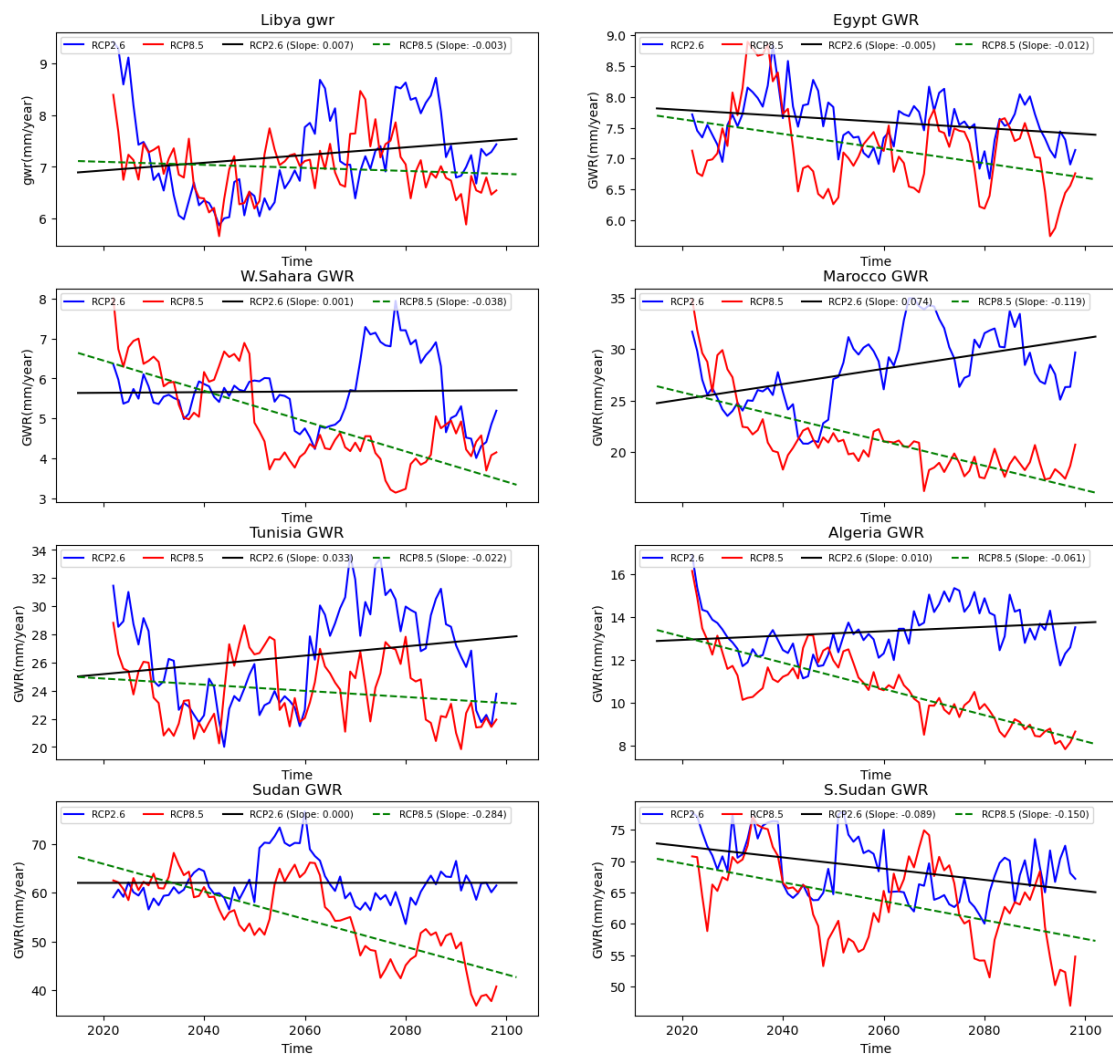 Libya gwr
RCP2.6 RCP8.5 RCP2.6 (Slope: 0.007) RCP8.5 (Slope: -0.003)
gwr(mm/year)
9
8
7
6
Time
Egypt GWR
RCP2.6 RCP8.5 RCP2.6 (Slope: -0.005) RCP8.5 (Slope: -0.012)
GWR(mm/year)
9.0
8.5
8.0
7.5
7.0
6.5
6.0
Time
W.Sahara GWR
RCP2.6 RCP8.5 RCP2.6 (Slope: 0.001) RCP8.5 (Slope: -0.038)
GWR(mm/year)
8
7
6
5
4
3
Time
Marocco GWR
RCP2.6 RCP8.5 RCP2.6 (Slope: 0.074) RCP8.5 (Slope: -0.119)
GWR(mm/year)
35
30
25
20
Time
Tunisia GWR
RCP2.6 RCP8.5 RCP2.6 (Slope: 0.033) RCP8.5 (Slope: -0.022)
GWR(mm/year)
34
32
30
28
26
24
22
20
Time
Algeria GWR
RCP2.6 RCP8.5 RCP2.6 (Slope: 0.010) RCP8.5 (Slope: -0.061)
GWR(mm/year)
16
14
12
10
8
Time
Sudan GWR
RCP2.6 RCP8.5 RCP2.6 (Slope: 0.000) RCP8.5 (Slope: -0.284)
GWR(mm/year)
70
60
50
40
2020 2040 2060 2080 2100
Time
S.Sudan GWR
RCP2.6 RCP8.5 RCP2.6 (Slope: -0.089) RCP8.5 (Slope: -0.150)
GWR(mm/year)
75
70
65
60
55
50
2020 2040 2060 2080 2100
Time